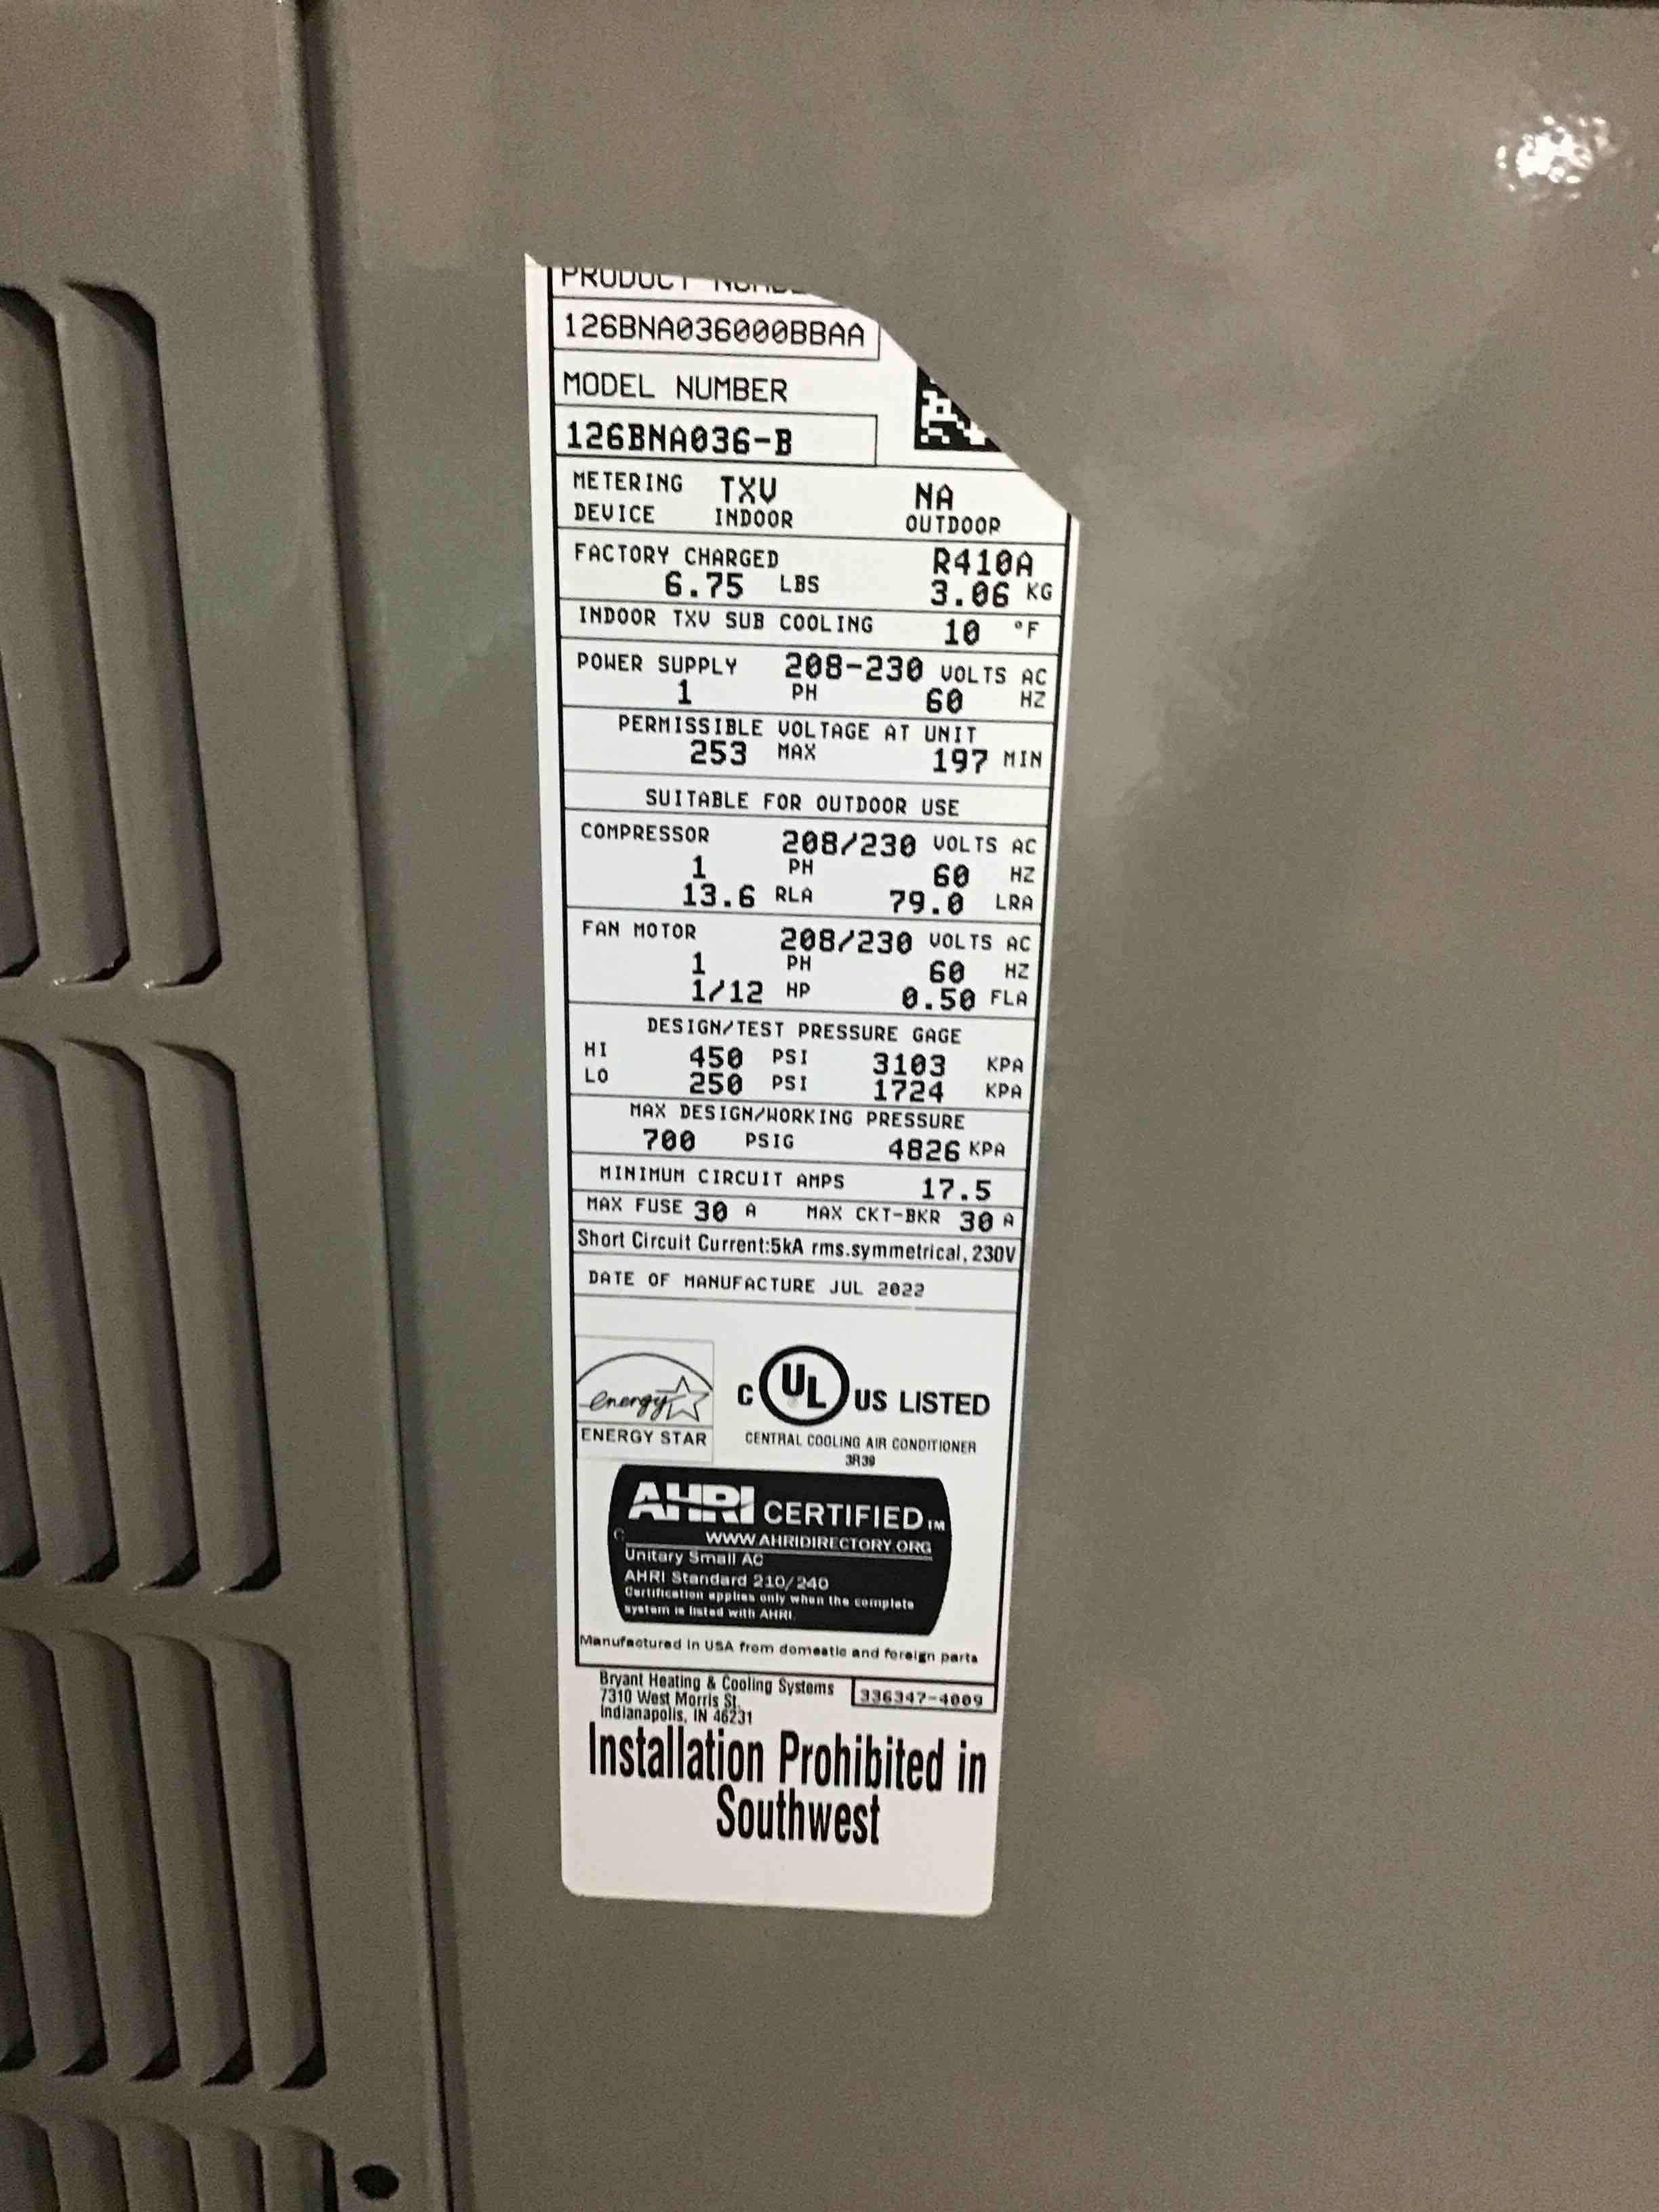 PRODUCT NUMBE
126BNA036000BBAA
MODEL NUMBER
126BNA036-B
METERING TXV NA
DEVICE INDOOR OUTDOOR
FACTORY CHARGED R410A
6.75 LBS 3.06 KG
INDOOR TXV SUB COOLING 10 °F
POWER SUPPLY 208-230 VOLTS AC
1 PH 60 HZ
PERMISSIBLE VOLTAGE AT UNIT
253 MAX 197 MIN
SUITABLE FOR OUTDOOR USE
COMPRESSOR 208/230 VOLTS AC
1 PH 60 HZ
13.6 RLA 79.0 LRA
FAN MOTOR 208/230 VOLTS AC
1 PH 60 HZ
1/12 HP 0.50 FLA
DESIGN/TEST PRESSURE GAGE
HI 450 PSI 3103 KPA
LO 250 PSI 1724 KPA
MAX DESIGN/WORKING PRESSURE
700 PSIG 4826 KPA
MINIMUM CIRCUIT AMPS 17.5
MAX FUSE 30 A MAX CKT-BKR 30 A
Short Circuit Current:5kA rms.symmetrical, 230V
DATE OF MANUFACTURE JUL 2022
energy
ENERGY STAR
C UL US LISTED
CENTRAL COOLING AIR CONDITIONER
3R39
AHRI CERTIFIED TM
WWW.AHRIDIRECTORY.ORG
Unitary Small AC
AHRI Standard 210/240
Certification applies only when the complete
system is listed with AHRI.
Manufactured in USA from domestic and foreign parts
Bryant Heating & Cooling Systems
7310 West Morris St.
Indianapolis, IN 46231
336347-4009
Installation Prohibited in
Southwest